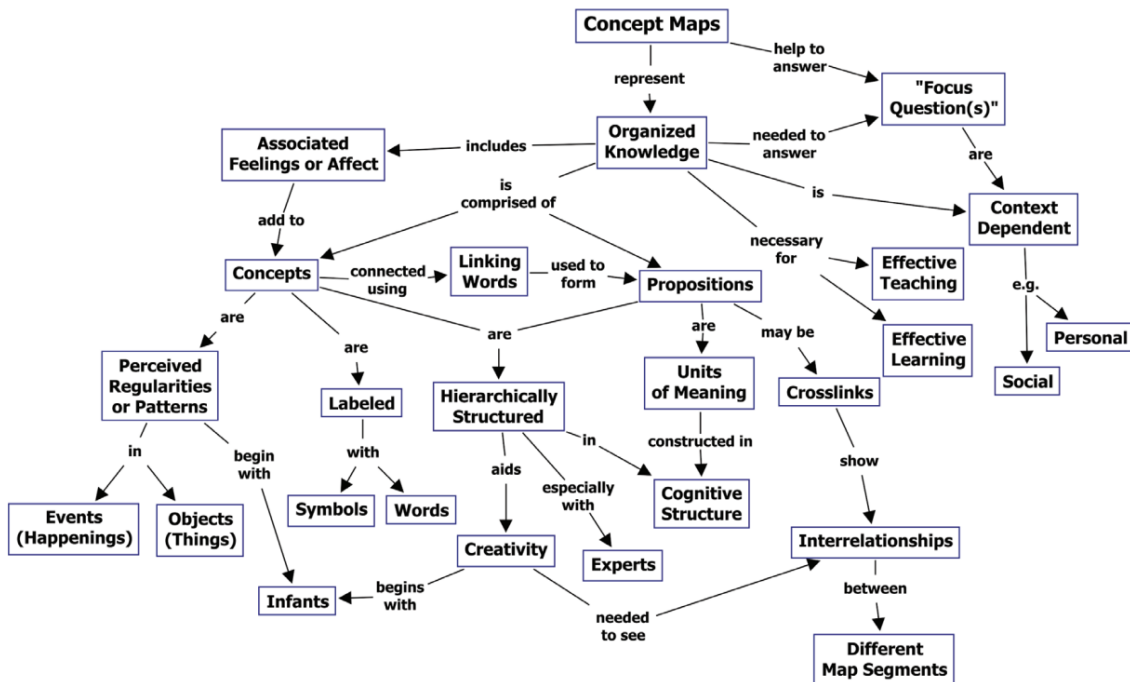 Concept Maps
help to
answer
represent
"Focus
Question(s)"
Associated
Feelings or Affect
includes
Organized
Knowledge
needed to
answer
are
is
comprised of
is
Context
Dependent
add to
necessary
for
Concepts
connected
using
Linking
Words
used to
form
Propositions
Effective
Teaching
e.g.
are
are
are
are
may be
Effective
Learning
Personal
Social
Perceived
Regularities
or Patterns
Labeled
Hierarchically
Structured
Units
of Meaning
Crosslinks
in
begin
with
with
aids
in
constructed in
show
especially
with
Events
(Happenings)
Objects
(Things)
Symbols
Words
Cognitive
Structure
Creativity
Experts
Interrelationships
Infants
begins
with
needed
to see
between
Different
Map Segments